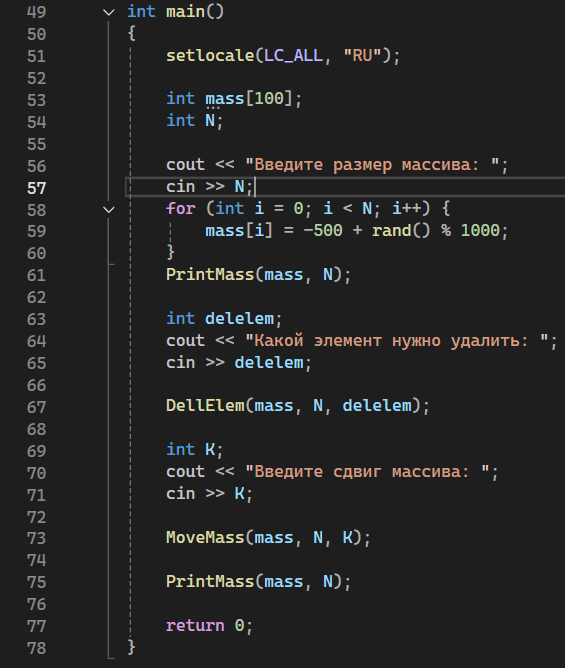 49 int main()
50 {
51 setlocale(LC_ALL, "RU");
52
53 int mass[100];
54 int N;
55
56 cout << "Введите размер массива: ";
57 cin >> N;
58 for (int i = 0; i < N; i++) {
59 mass[i] = -500 + rand() % 1000;
60 }
61 PrintMass(mass, N);
62
63 int delelem;
64 cout << "Какой элемент нужно удалить: ";
65 cin >> delelem;
66
67 DellElem(mass, N, delelem);
68
69 int K;
70 cout << "Введите сдвиг массива: ";
71 cin >> K;
72
73 MoveMass(mass, N, K);
74
75 PrintMass(mass, N);
76
77 return 0;
78 }